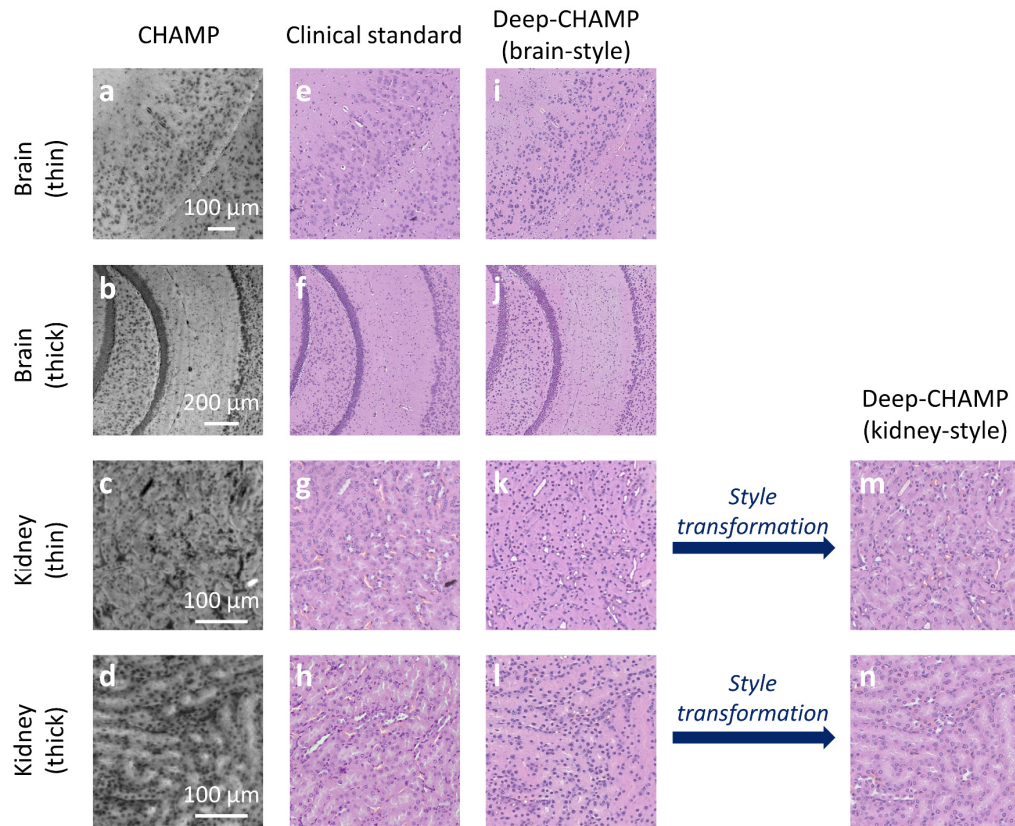 CHAMP
Clinical standard
Deep-CHAMP
(brain-style)
Brain
(thin)
a
100 µm
e
i
Brain
(thick)
b
200 µm
f
j
Deep-CHAMP
(kidney-style)
Kidney
(thin)
c
100 µm
g
k
Style
transformation
m
Kidney
(thick)
d
100 µm
h
l
Style
transformation
n